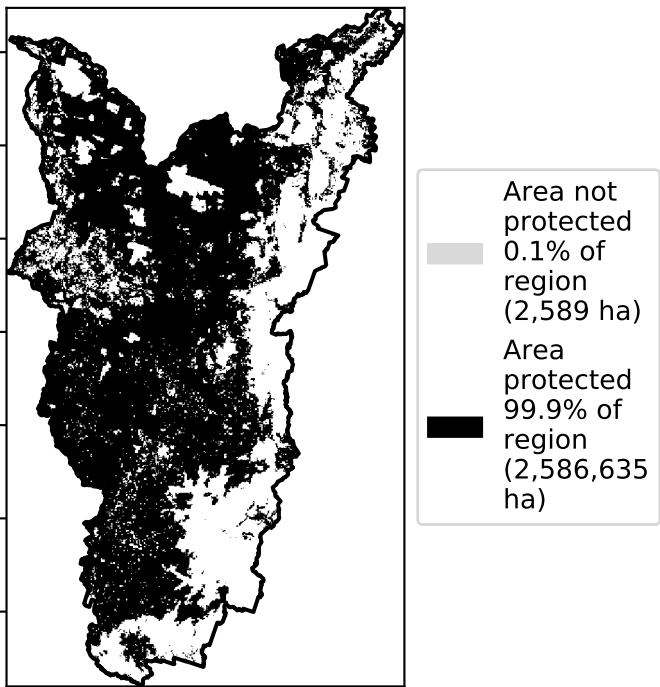 Area not
protected
0.1% of
region
(2,589 ha)
Area
protected
99.9% of
region
(2,586,635
ha)